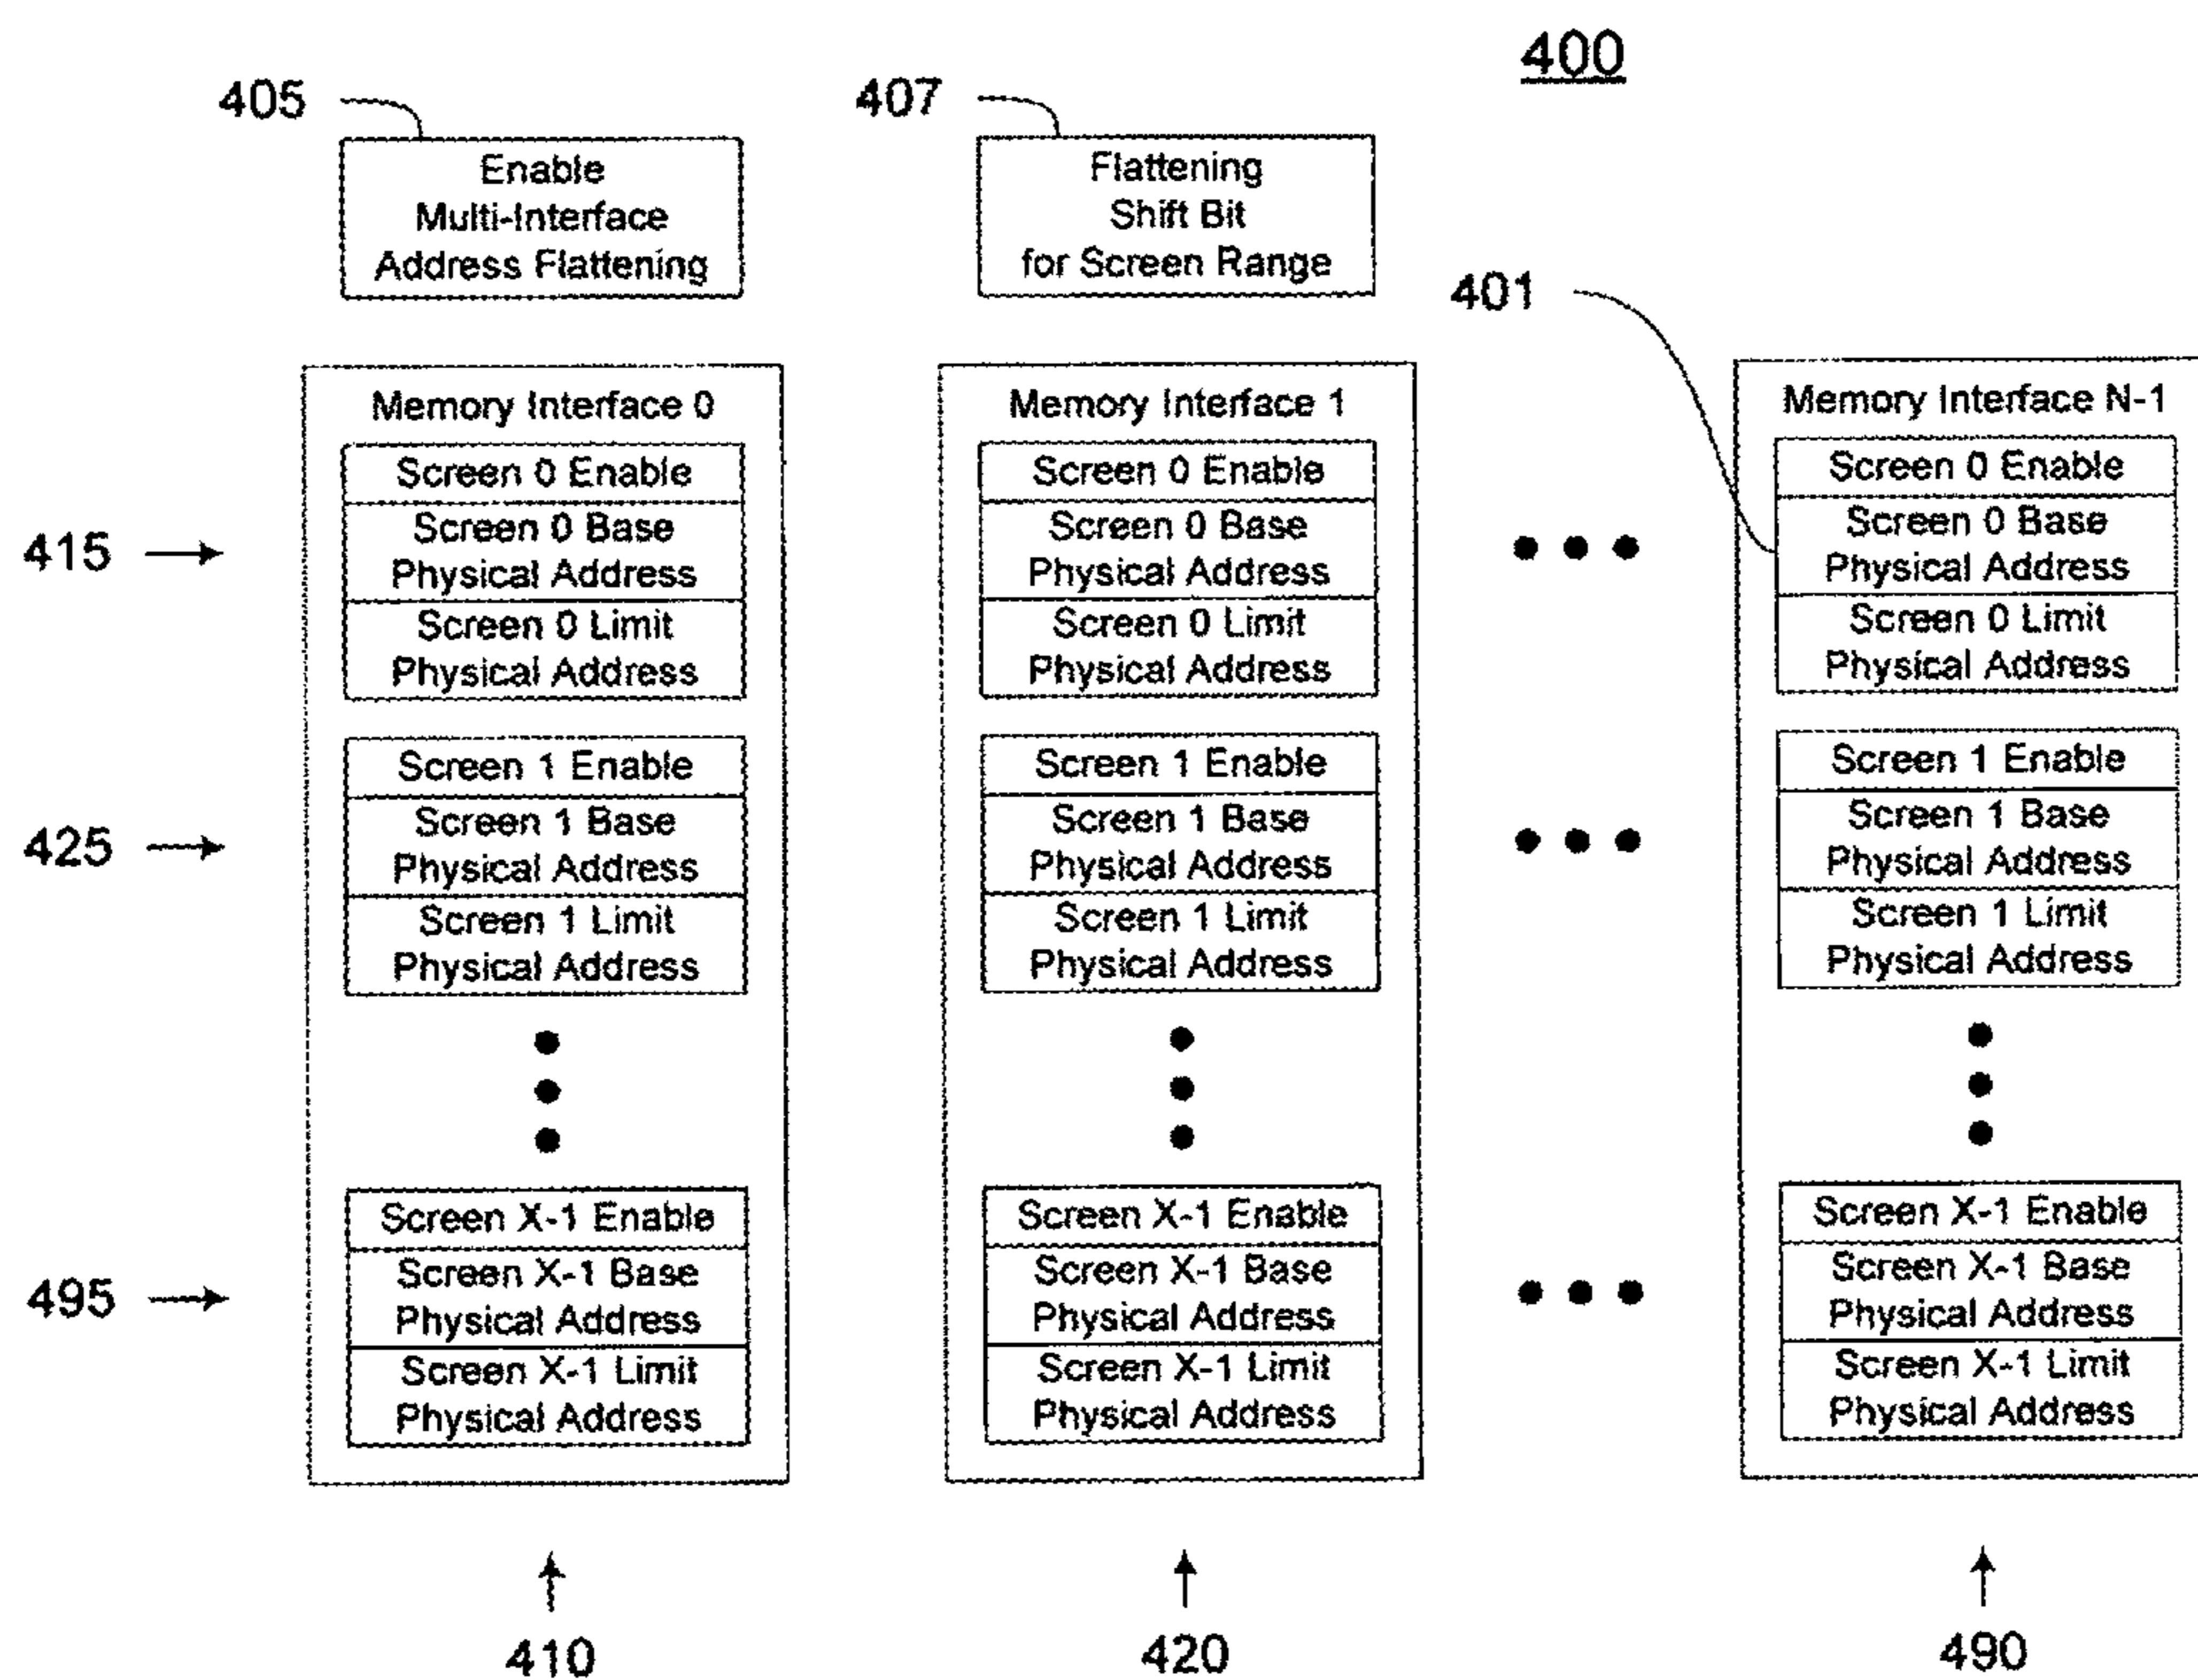 400
405
407
Enable
Multi-Interface
Address Flattening
Flattening
Shift Bit
for Screen Range
401
Memory Interface 0
Memory Interface 1
Memory Interface N-1
415
Screen 0 Enable
Screen 0 Base
Physical Address
Screen 0 Limit
Physical Address
Screen 0 Enable
Screen 0 Base
Physical Address
Screen 0 Limit
Physical Address
Screen 0 Enable
Screen 0 Base
Physical Address
Screen 0 Limit
Physical Address
425
Screen 1 Enable
Screen 1 Base
Physical Address
Screen 1 Limit
Physical Address
Screen 1 Enable
Screen 1 Base
Physical Address
Screen 1 Limit
Physical Address
Screen 1 Enable
Screen 1 Base
Physical Address
Screen 1 Limit
Physical Address
495
Screen X-1 Enable
Screen X-1 Base
Physical Address
Screen X-1 Limit
Physical Address
Screen X-1 Enable
Screen X-1 Base
Physical Address
Screen X-1 Limit
Physical Address
Screen X-1 Enable
Screen X-1 Base
Physical Address
Screen X-1 Limit
Physical Address
410
420
490